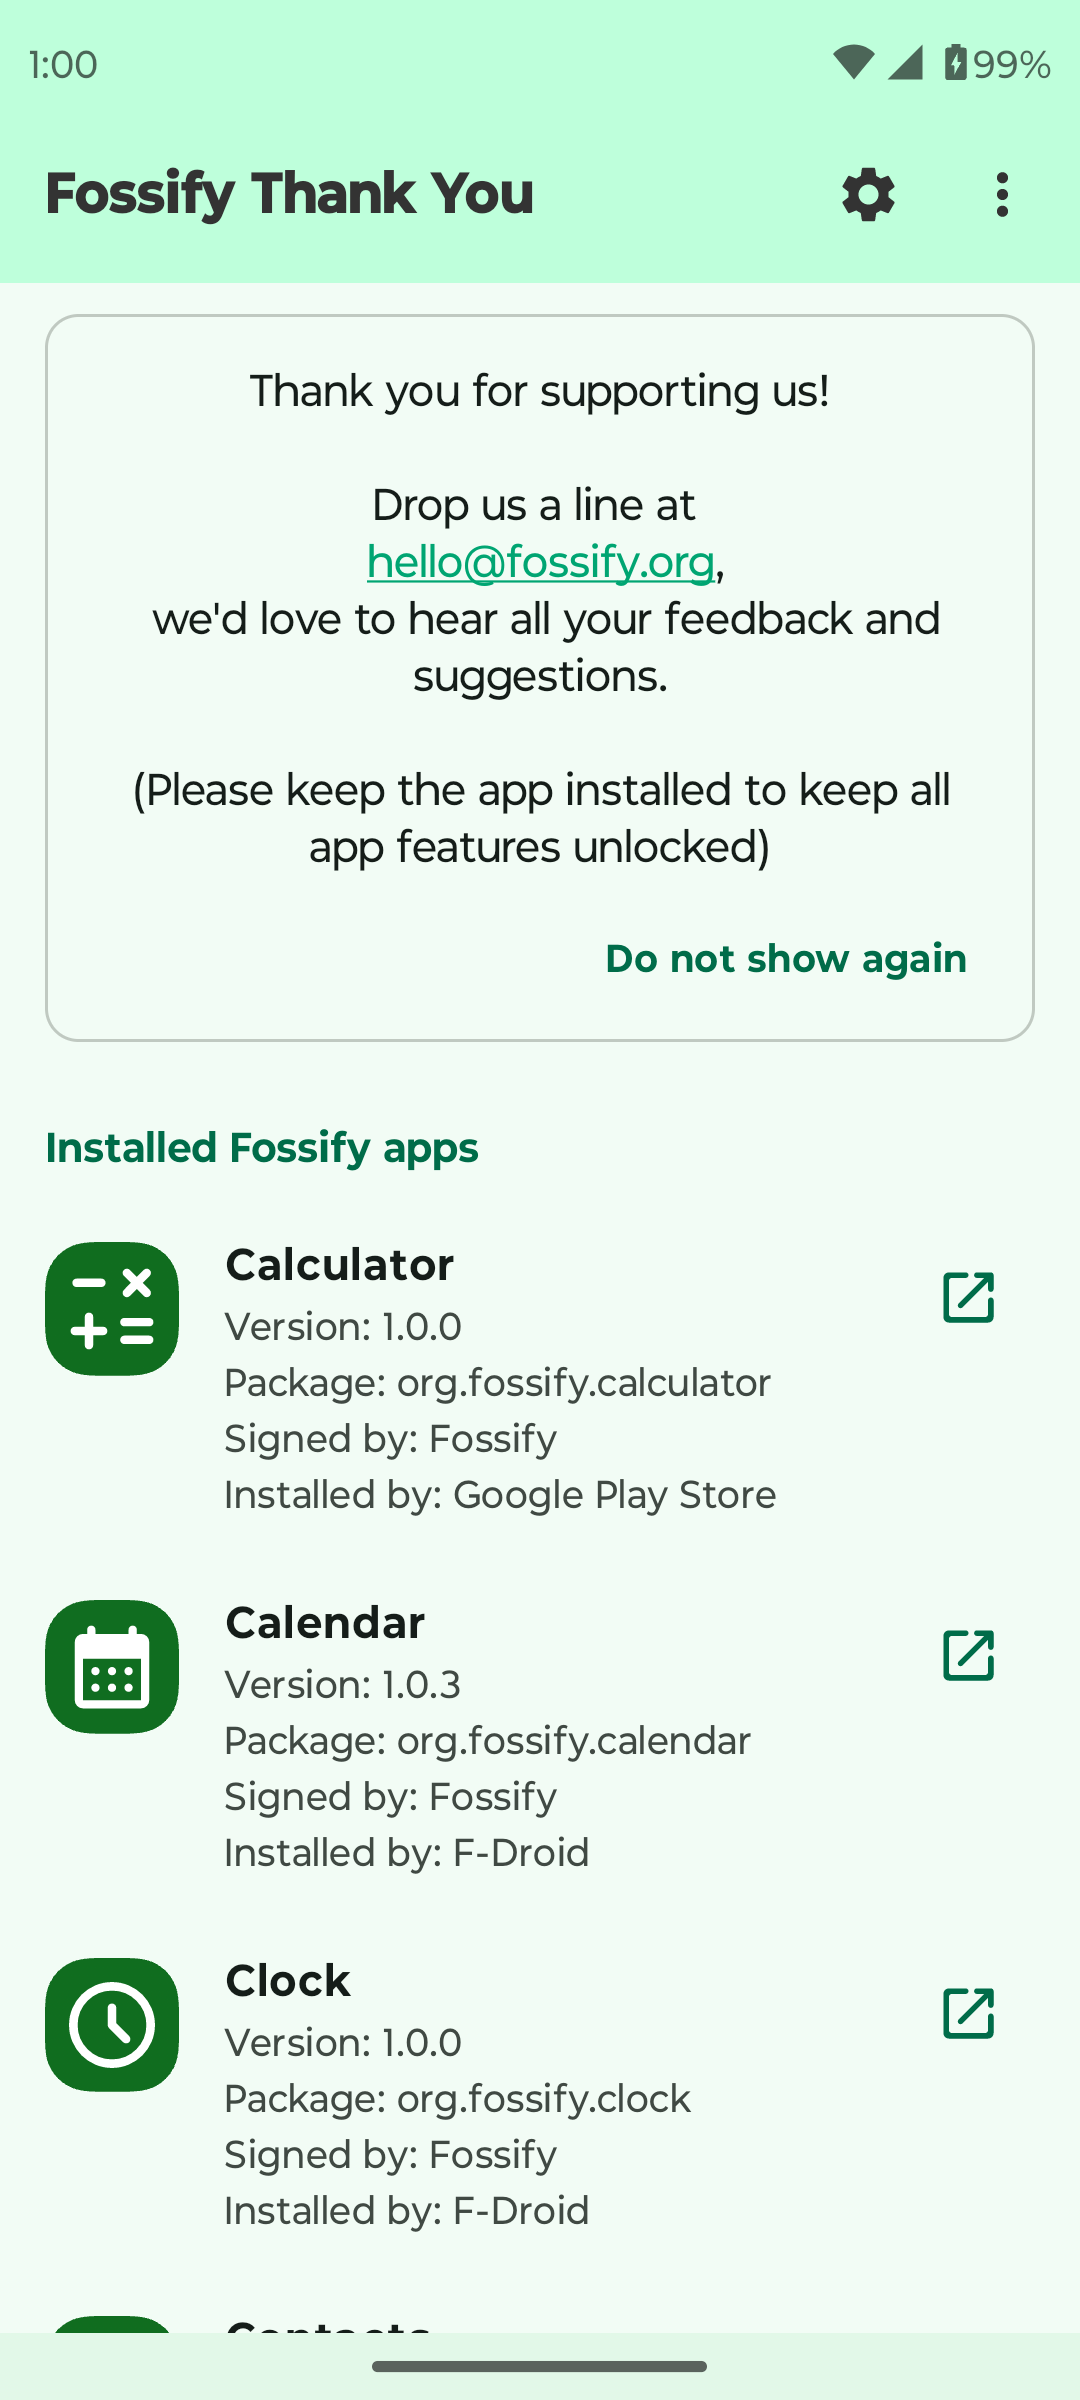 1:00
99%
Fossify Thank You
Thank you for supporting us!
Drop us a line at
hello@fossify.org,
we'd love to hear all your feedback and
suggestions.
(Please keep the app installed to keep all
app features unlocked)
Do not show again
Installed Fossify apps
Calculator
Version: 1.0.0
Package: org.fossify.calculator
Signed by: Fossify
Installed by: Google Play Store
Calendar
Version: 1.0.3
Package: org.fossify.calendar
Signed by: Fossify
Installed by: F-Droid
Clock
Version: 1.0.0
Package: org.fossify.clock
Signed by: Fossify
Installed by: F-Droid
Contacts